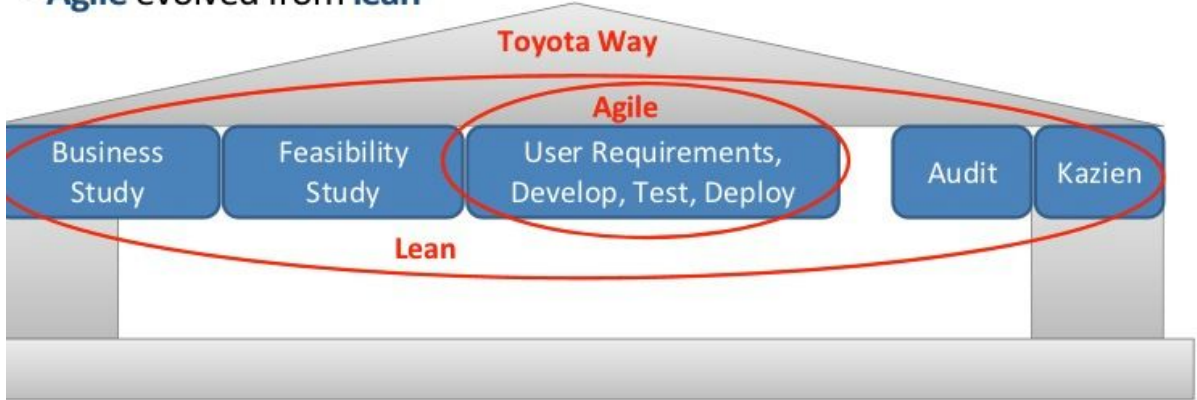 Agile evolved from lean
Toyota Way
Agile
Business
Study
Feasibility
Study
User Requirements,
Develop, Test, Deploy
Audit
Kazien
Lean